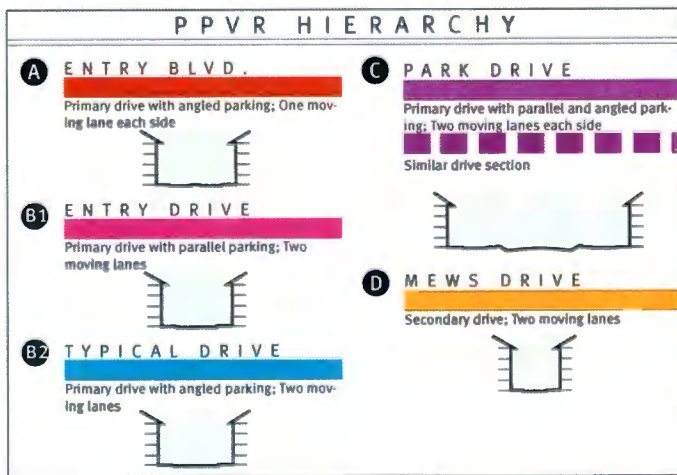 PPVR HIERARCHY
A ENTRY BLVD.
Primary drive with angled parking; One mov-
ing lane each side
B1 ENTRY DRIVE
Primary drive with parallel parking; Two
moving lanes
B2 TYPICAL DRIVE
Primary drive with angled parking; Two mov-
ing lanes
C PARK DRIVE
Primary drive with parallel and angled park-
ing; Two moving lanes each side
Similar drive section
D MEWS DRIVE
Secondary drive; Two moving lanes